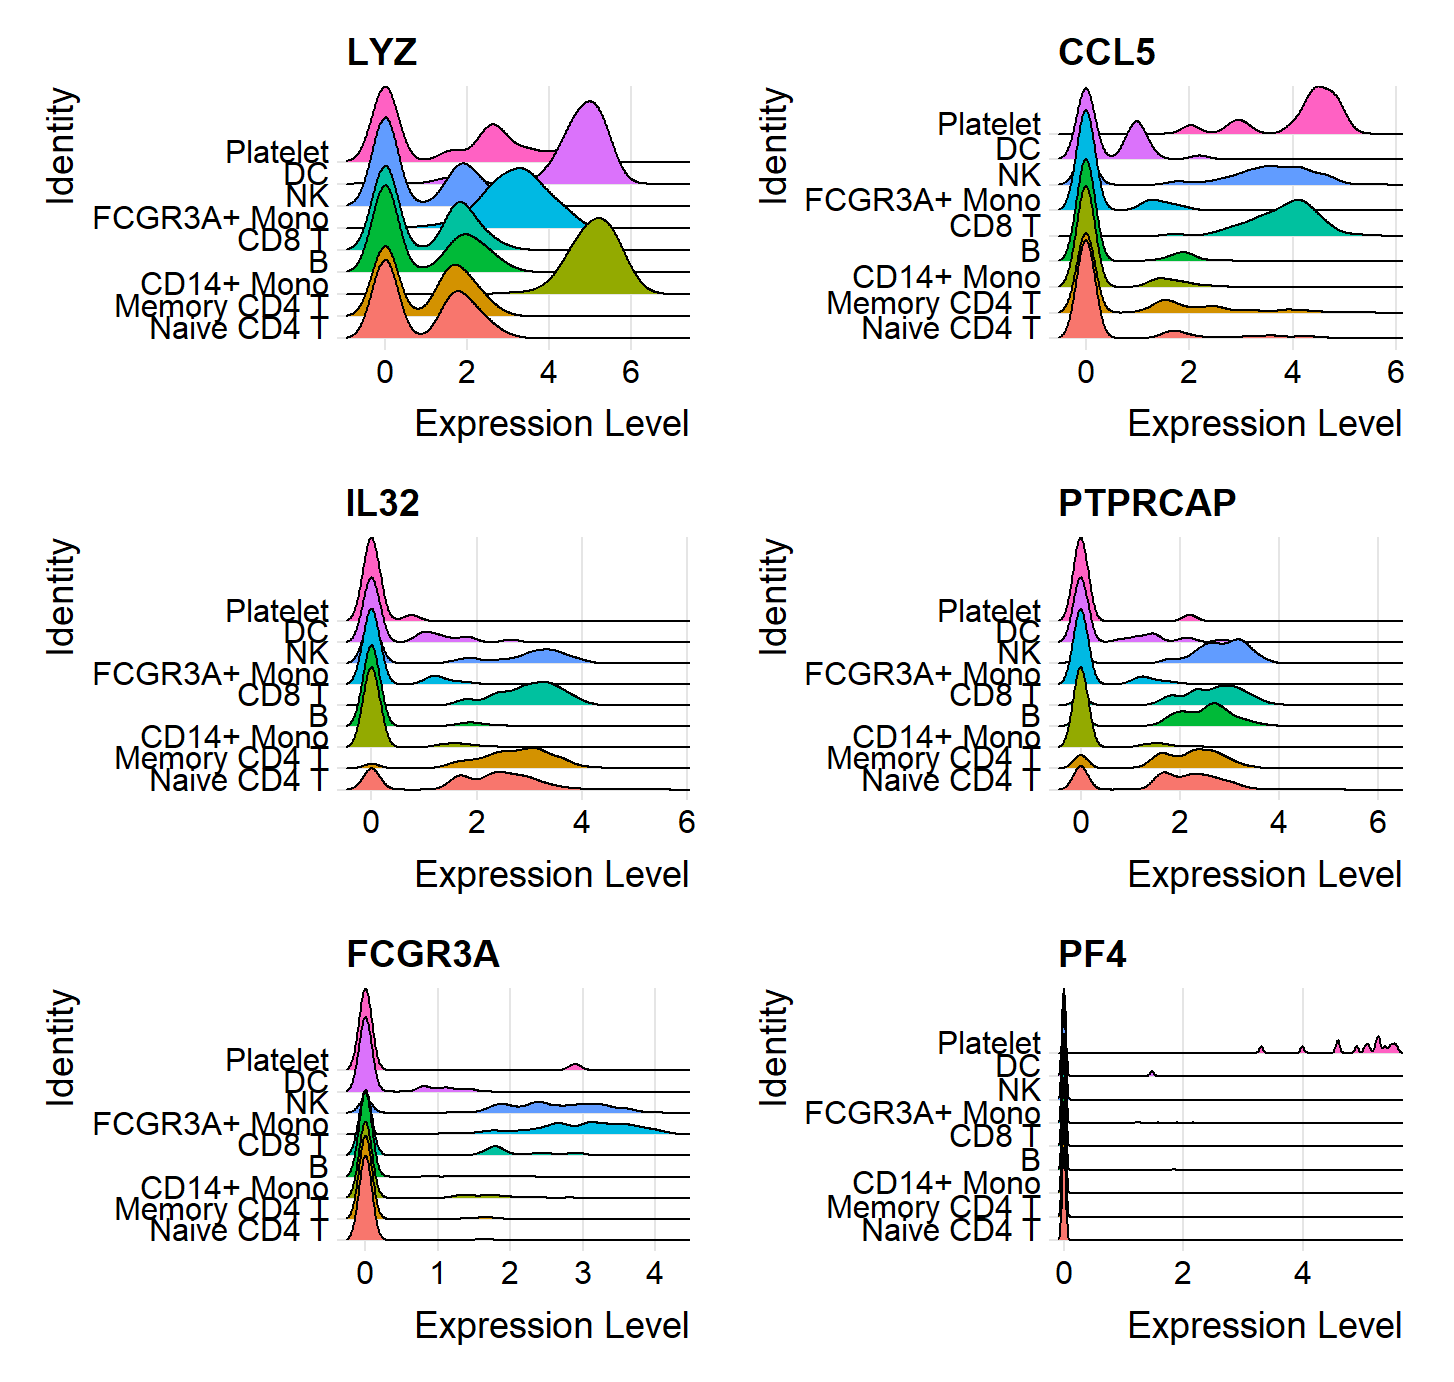 LYZ
Identity
Platelet
DC
NK
FCGR3A+ Mono
CD8 T
B
CD14+ Mono
Memory CD4 T
Naive CD4 T
0 2 4 6
Expression Level
CCL5
Identity
Platelet
DC
NK
FCGR3A+ Mono
CD8 T
B
CD14+ Mono
Memory CD4 T
Naive CD4 T
0 2 4 6
Expression Level
IL32
Identity
Platelet
DC
NK
FCGR3A+ Mono
CD8 T
B
CD14+ Mono
Memory CD4 T
Naive CD4 T
0 2 4 6
Expression Level
PTPRCAP
Identity
Platelet
DC
NK
FCGR3A+ Mono
CD8 T
B
CD14+ Mono
Memory CD4 T
Naive CD4 T
0 2 4 6
Expression Level
FCGR3A
Identity
Platelet
DC
NK
FCGR3A+ Mono
CD8 T
B
CD14+ Mono
Memory CD4 T
Naive CD4 T
0 1 2 3 4
Expression Level
PF4
Identity
Platelet
DC
NK
FCGR3A+ Mono
CD8 T
B
CD14+ Mono
Memory CD4 T
Naive CD4 T
0 2 4
Expression Level